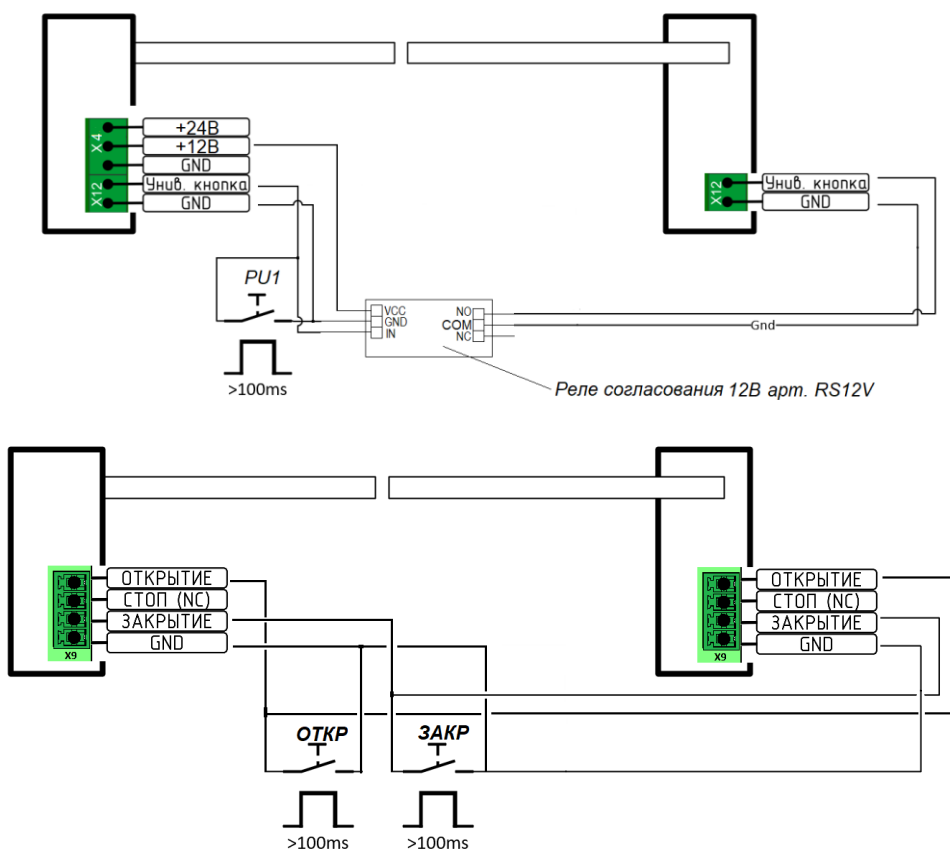 +24В
+12В
GND
Унив. кнопка
GND
X4
X12
X12
Унив. кнопка
GND
PU1
>100ms
VCC
GND
IN
NO
COM
NC
Gnd
Реле согласования 12В арт. RS12V
ОТКРЫТИЕ
СТОП (NC)
ЗАКРЫТИЕ
GND
X9
ОТКРЫТИЕ
СТОП (NC)
ЗАКРЫТИЕ
GND
X9
ОТКР
ЗАКР
>100ms
>100ms